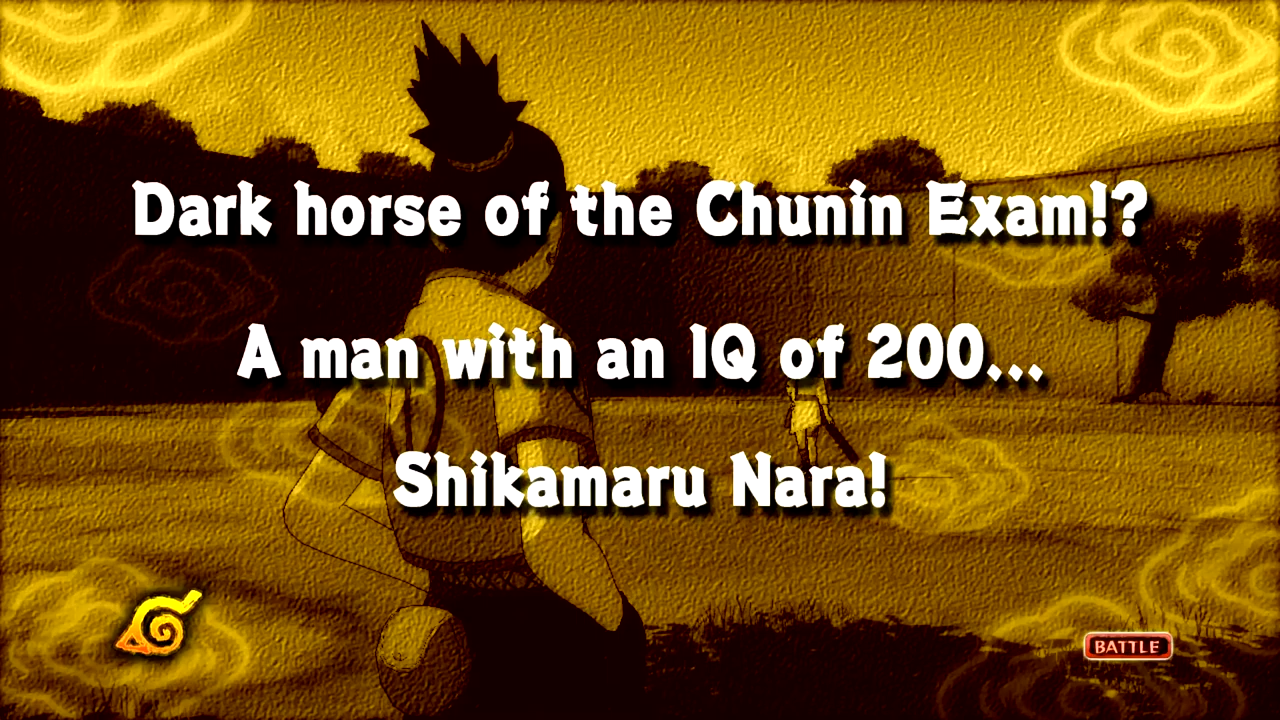 Dark horse of the Chunin Exam!?
A man with an IQ of 200...
Shikamaru Nara!
BATTLE